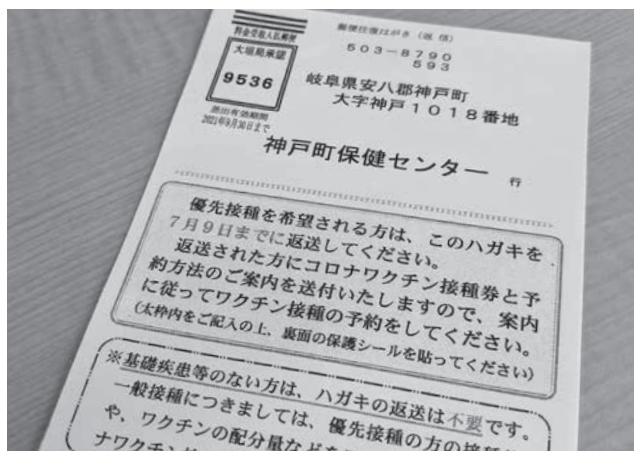 郵便往復はがき（返信）
料金受取人払郵便
大垣局承認
9536
差出有効期間
2021年9月30日まで
503-8790
593
岐阜県安八郡神戸町
大字神戸1018番地
神戸町保健センター 行
優先接種を希望される方は、このハガキを
7月9日までに返送してください。
返送された方にコロナワクチン接種券と予
約方法のご案内を送付いたしますので、案内
に従ってワクチン接種の予約をしてください。
(太枠内をご記入の上、裏面の保護シールを貼ってください)
※基礎疾患等のない方は、ハガキの返送は不要です。
一般接種につきましては、優先接種の方の接種
や、ワクチンの配分量などを
ナワクチン